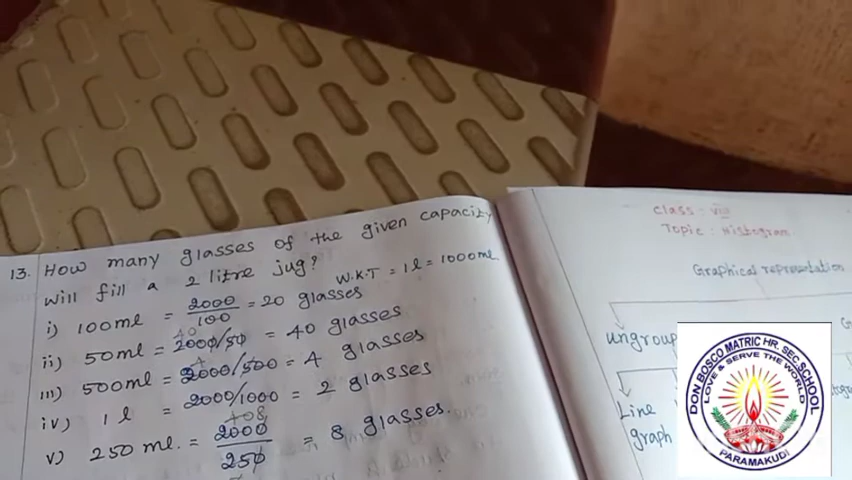 13. How many glasses of the given capacity
will fill a 2 litre jug?
W.K.T = 1l = 1000ml.
i) 100ml = 2000/100 = 20 glasses
ii) 50ml = 2000/50 = 40 glasses
iii) 500ml = 2000/500 = 4 glasses
iv) 1l = 2000/1000 = 2 glasses
v) 250 ml. = 2000/250 = 8 glasses.
class : viii
Topic : Histogram
Graphical representation
ungroup
Line
graph
DON BOSCO MATRIC HR. SEC SCHOOL
LOVE & SERVE THE WORLD
PARAMAKUDI